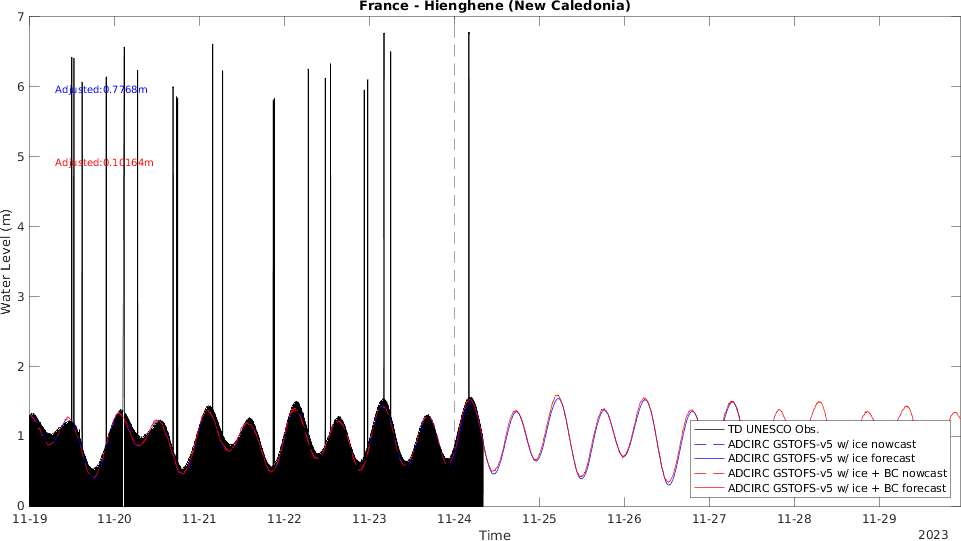 France - Hienghene (New Caledonia)
7
6
5
4
3
2
1
0
Water Level (m)
Adjusted:0.7768m
Adjusted:0.10164m
TD UNESCO Obs.
ADCIRC GSTOFS-v5 w/ ice nowcast
ADCIRC GSTOFS-v5 w/ ice forecast
ADCIRC GSTOFS-v5 w/ ice + BC nowcast
ADCIRC GSTOFS-v5 w/ ice + BC forecast
11-19 11-20 11-21 11-22 11-23 11-24 11-25 11-26 11-27 11-28 11-29
Time
2023